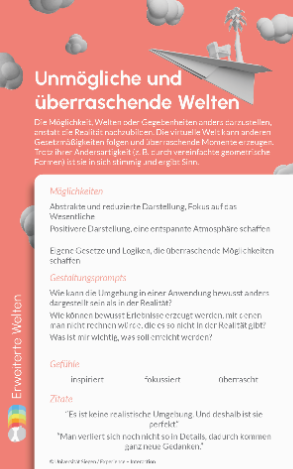 Unmögliche und
überraschende Welten
Die Möglichkeit, Welten oder Gegebenheiten anders darzustellen,
anstatt die Realität nachzubilden. Die virtuelle Welt kann anderen
Gesetzmäßigkeiten folgen und überraschende Momente erzeugen.
Trotz ihrer Andersartigkeit (z. B. durch vereinfachte geometrische
Formen) ist sie in sich stimmig und ergibt Sinn.
Möglichkeiten
Abstrakte und reduzierte Darstellung, Fokus auf das
Wesentliche
Positivere Darstellung, eine entspannte Atmosphäre schaffen
Eigene Gesetze und Logiken, die überraschende Möglichkeiten
schaffen
Gestaltungsprompts
Wie kann die Umgebung in einer Anwendung bewusst anders
dargestellt sein als in der Realität?
Wie können bewusst Erlebnisse erzeugt werden, mit denen
man nicht rechnen würde, die es so nicht in der Realität gibt?
Was ist mir wichtig, was soll erreicht werden?
Gefühle
inspiriert fokussiert überrascht
Zitate
"Es ist keine realistische Umgebung. Und deshalb ist sie
perfekt."
"Man verliert sich noch nicht so in Details, dadurch kommen
ganz neue Gedanken."
© Universität Siegen / Experience + Interaction
Erweiterte Welten